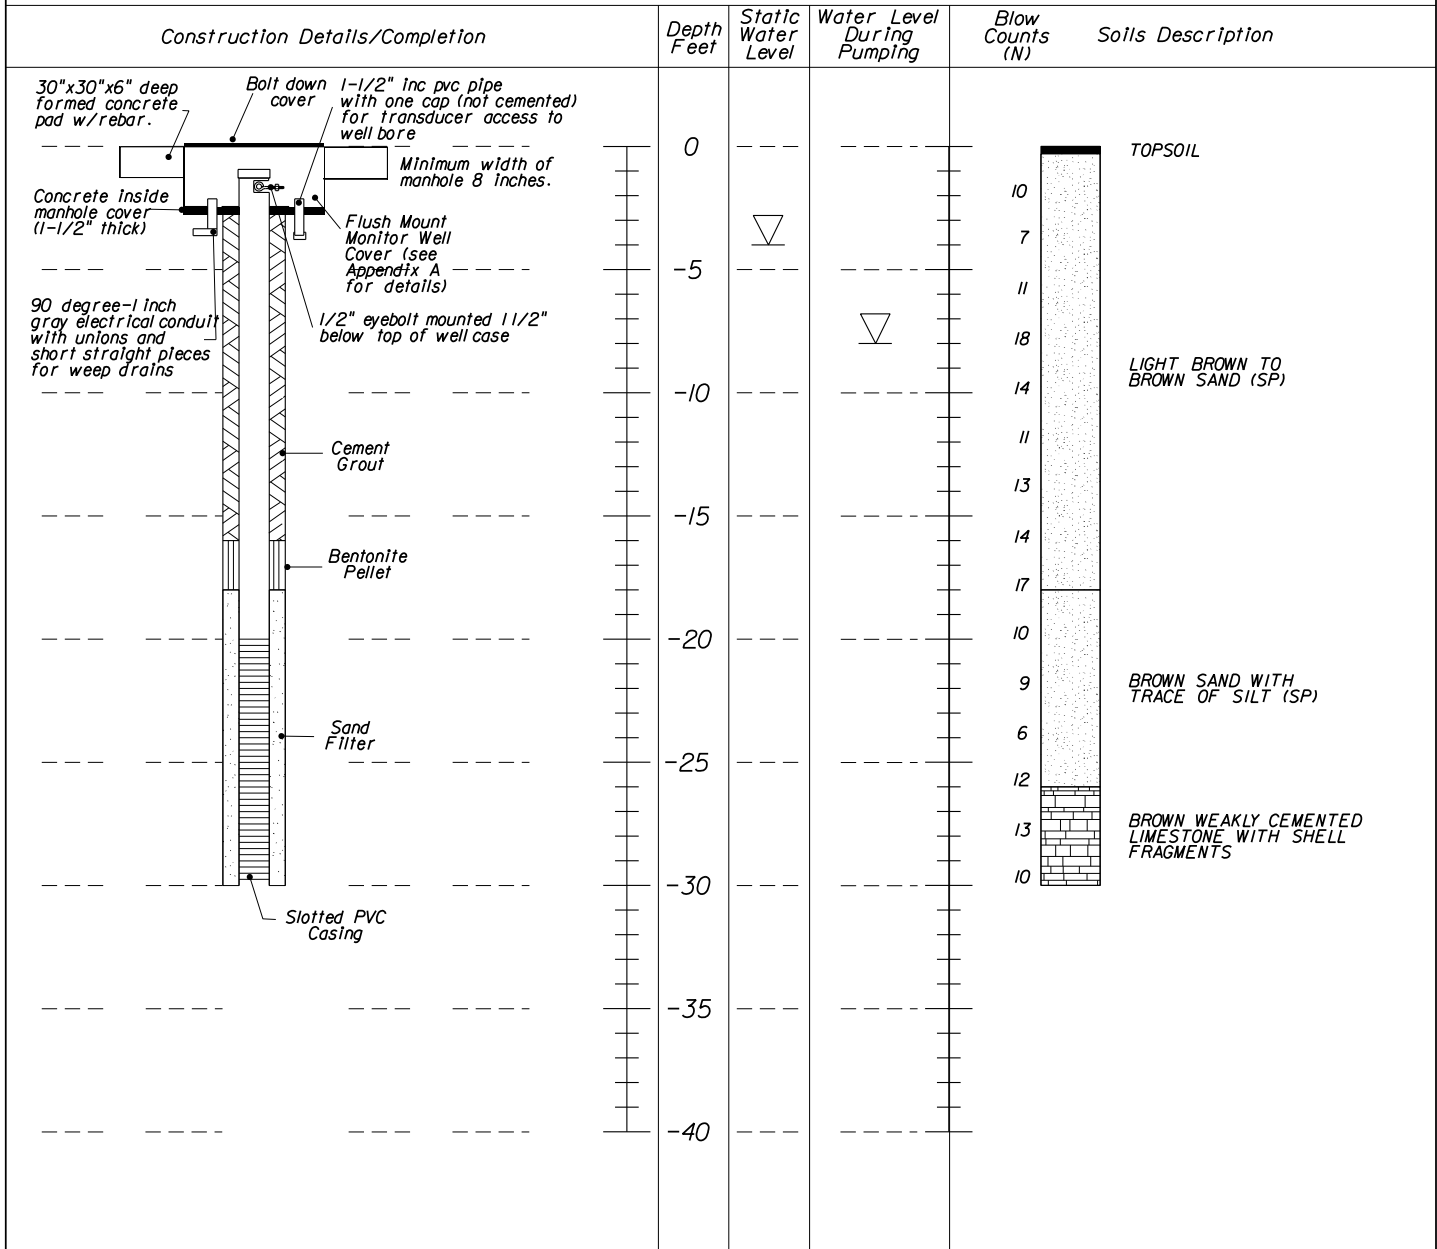 Construction Details/Completion
Depth
Feet
Static
Water
Level
Water Level
During
Pumping
Blow
Counts
(N)
Soils Description
30"x30"x6" deep
formed concrete
pad w/rebar.
Bolt down
cover
1-1/2" inc pvc pipe
with one cap (not cemented)
for transducer access to
well bore
Minimum width of
manhole 8 inches.
Concrete inside
manhole cover
(1-1/2" thick)
Flush Mount
Monitor Well
Cover (see
Appendix A
for details)
90 degree-1 inch
gray electrical conduit
with unions and
short straight pieces
for weep drains
1/2" eyebolt mounted 1 1/2"
below top of well case
Cement
Grout
Bentonite
Pellet
Sand
Filter
Slotted PVC
Casing
0
-5
-10
-15
-20
-25
-30
-35
-40
10
7
11
18
14
11
13
14
17
10
9
6
12
13
10
TOPSOIL
LIGHT BROWN TO
BROWN SAND (SP)
BROWN SAND WITH
TRACE OF SILT (SP)
BROWN WEAKLY CEMENTED
LIMESTONE WITH SHELL
FRAGMENTS